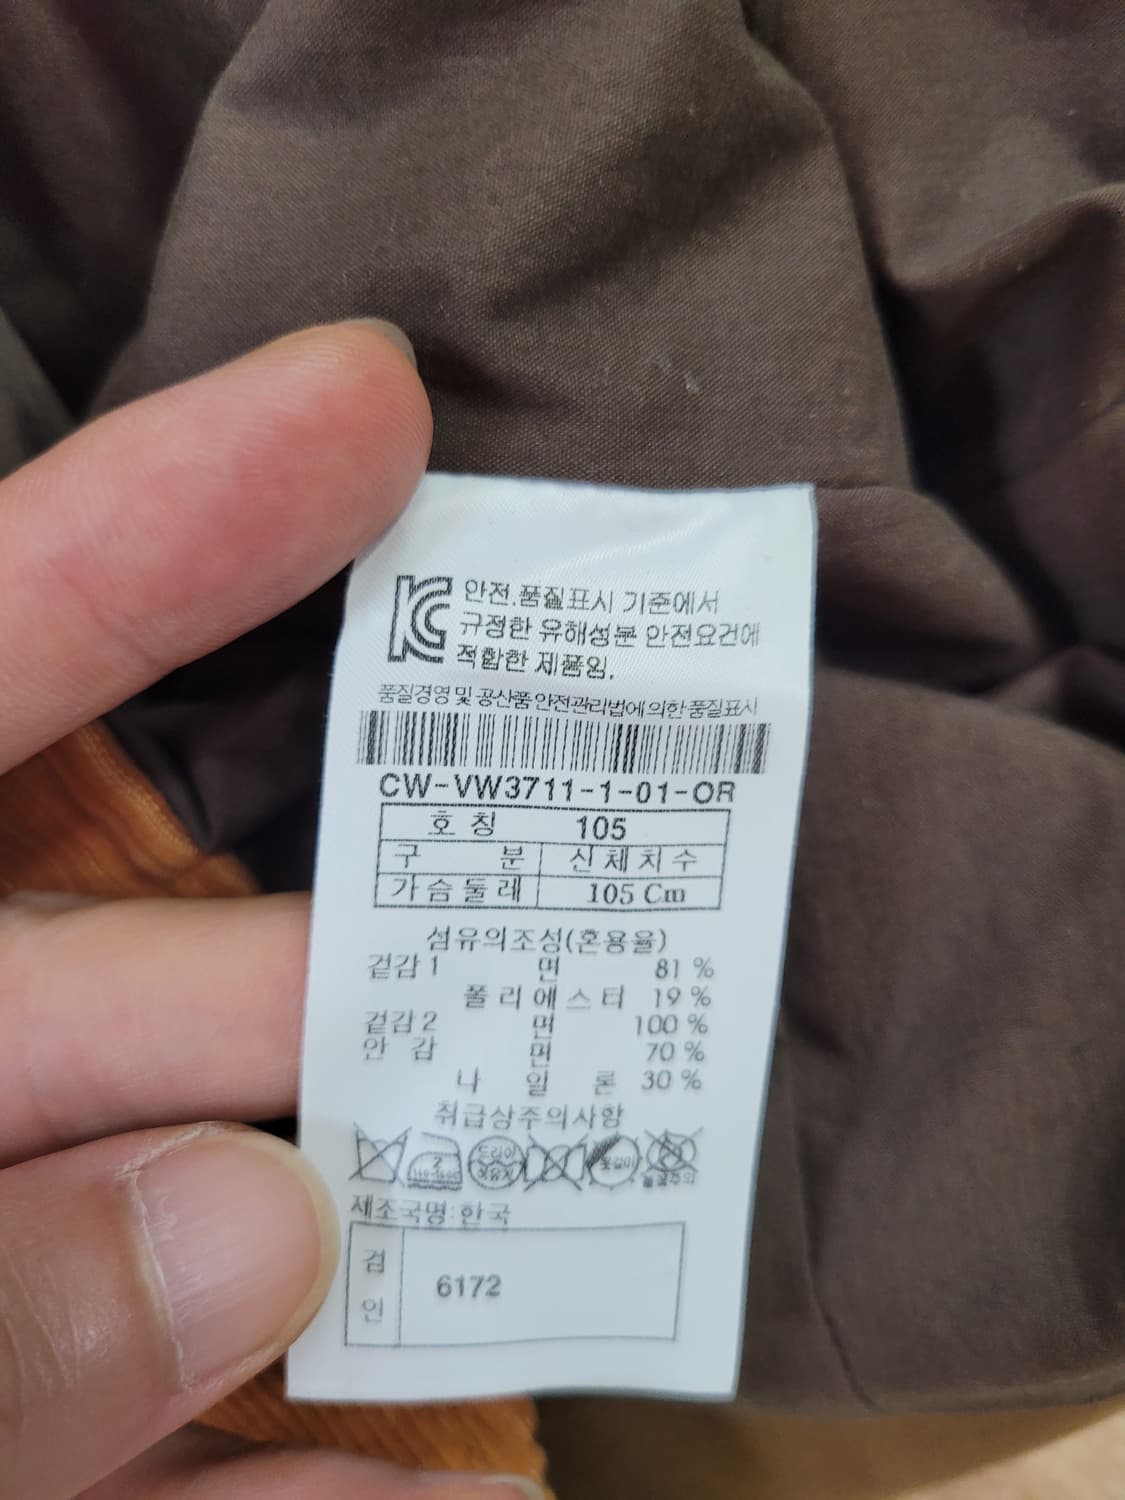 안전.품질표시 기준에서
규정한 유해성분 안전요건에
적합한 제품임.
품질경영 및 공산품안전관리법에 의한 품질표시
CW-VW3711-1-01-OR
호칭 105
구 분 신체치수
가슴둘레 105 Cm
섬유의조성(혼용율)
겉감1 면 81 %
폴리에스터 19 %
겉감2 면 100 %
안 감 면 70 %
나 일 론 30 %
취급상주의사항
제조국명:한국
검인 6172